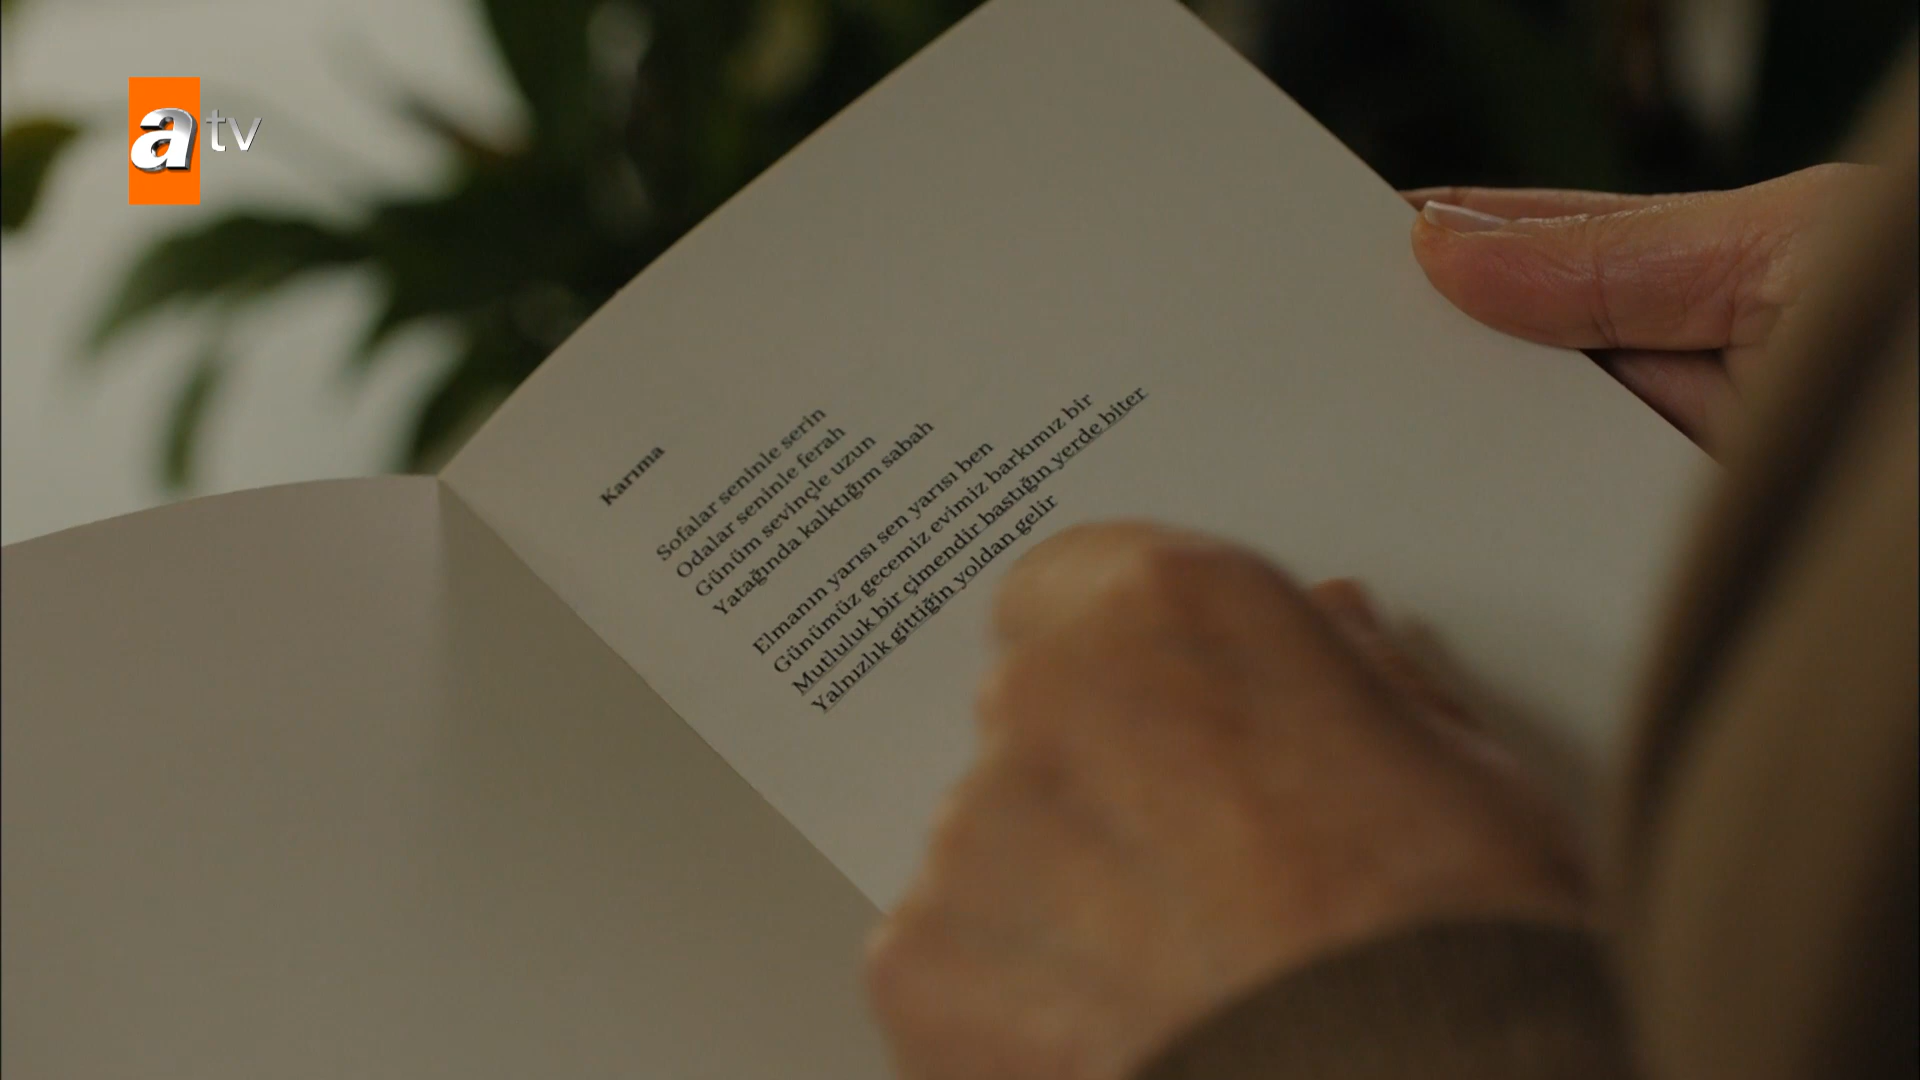 atv
Karıma
Sofalar seninle serin
Odalar seninle ferah
Günüm sevinçle uzun
Yatağında kalktığım sabah
Elmanın yarısı sen yarısı ben
Günümüz gecemiz evimiz barkımız bir
Mutluluk bir çimendir bastığın yerde biter
Yalnızlık gittiğin yoldan gelir